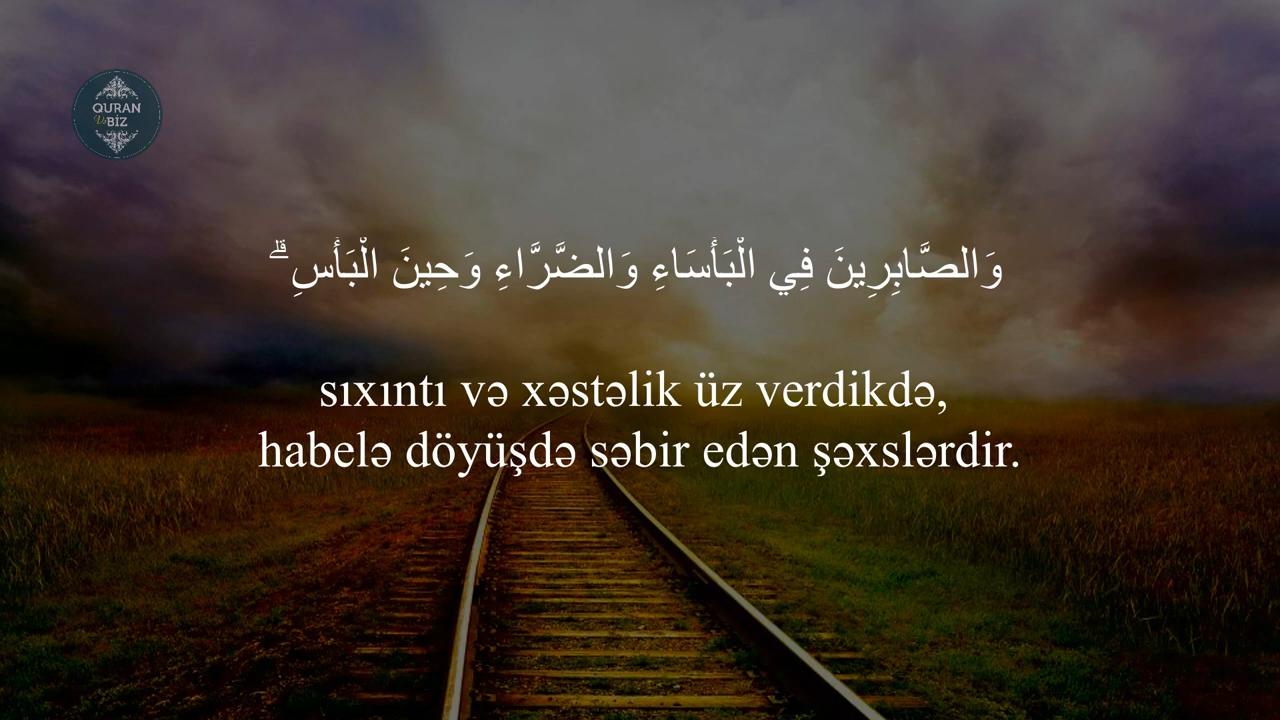 QURAN
Və BİZ
وَالصَّابِرِينَ فِي الْبَأْسَاءِ وَالضَّرَّاءِ وَحِينَ الْبَأْسِ ۗ
sıxıntı və xəstəlik üz verdikdə,
habelə döyüşdə səbir edən şəxslərdir.